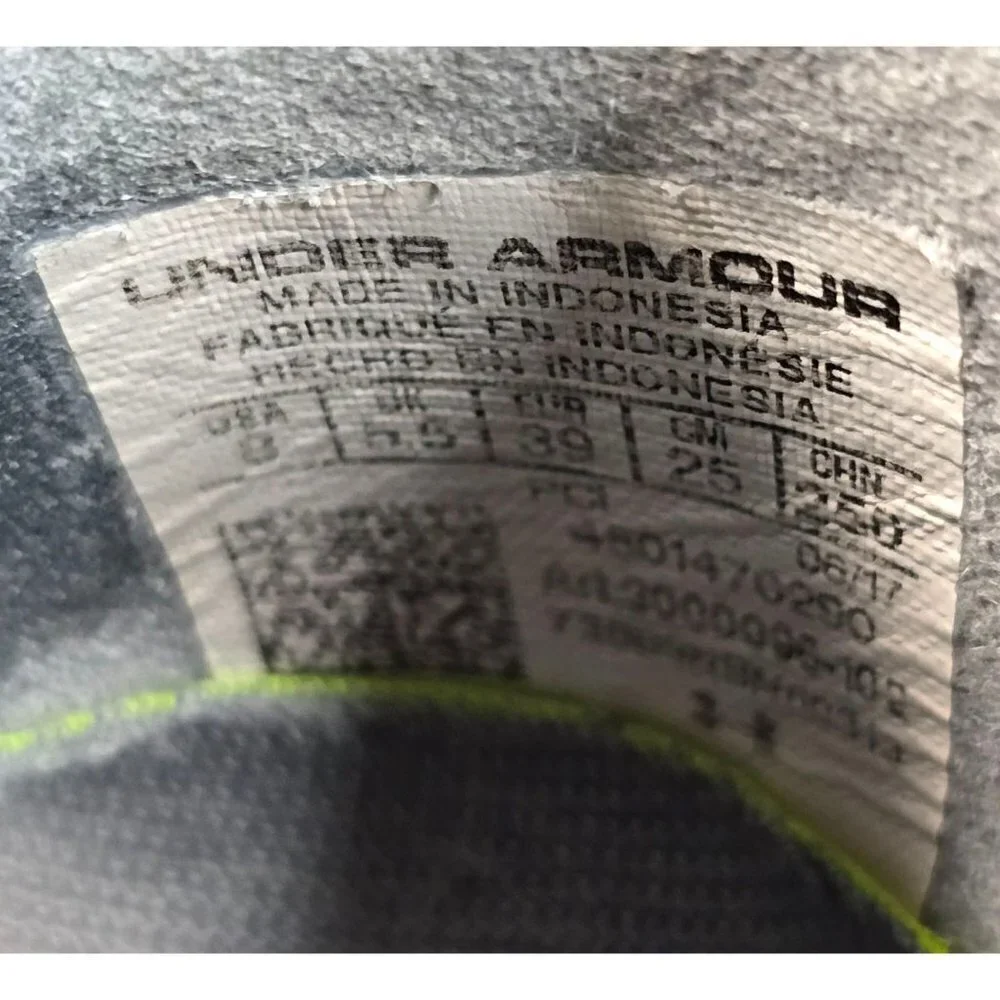 UNDER ARMOUR
MADE IN INDONESIA
FABRIQUÉ EN INDONÉSIE
HECHO EN INDONESIA
USA UK EUR CM CHN
8 5.5 39 25 250
06/17